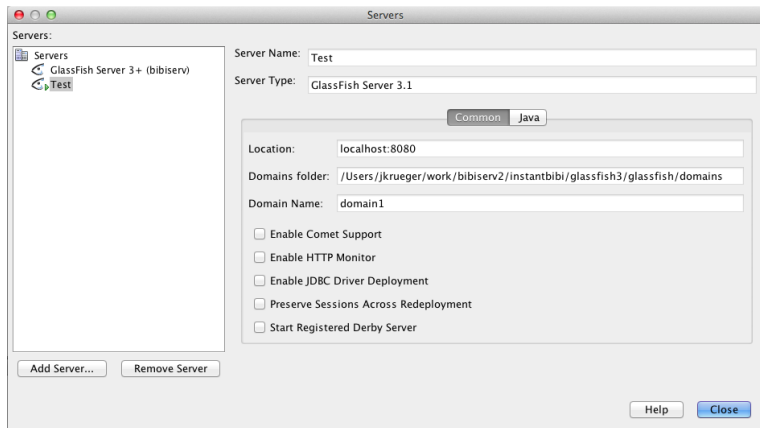 Servers
Servers:
Servers
GlassFish Server 3+ (bibiserv)
Test
Add Server...
Remove Server
Server Name: Test
Server Type: GlassFish Server 3.1
Common Java
Location: localhost:8080
Domains folder: /Users/jkrueger/work/bibiserv2/instantbibi/glassfish3/glassfish/domains
Domain Name: domain1
Enable Comet Support
Enable HTTP Monitor
Enable JDBC Driver Deployment
Preserve Sessions Across Redeployment
Start Registered Derby Server
Help Close